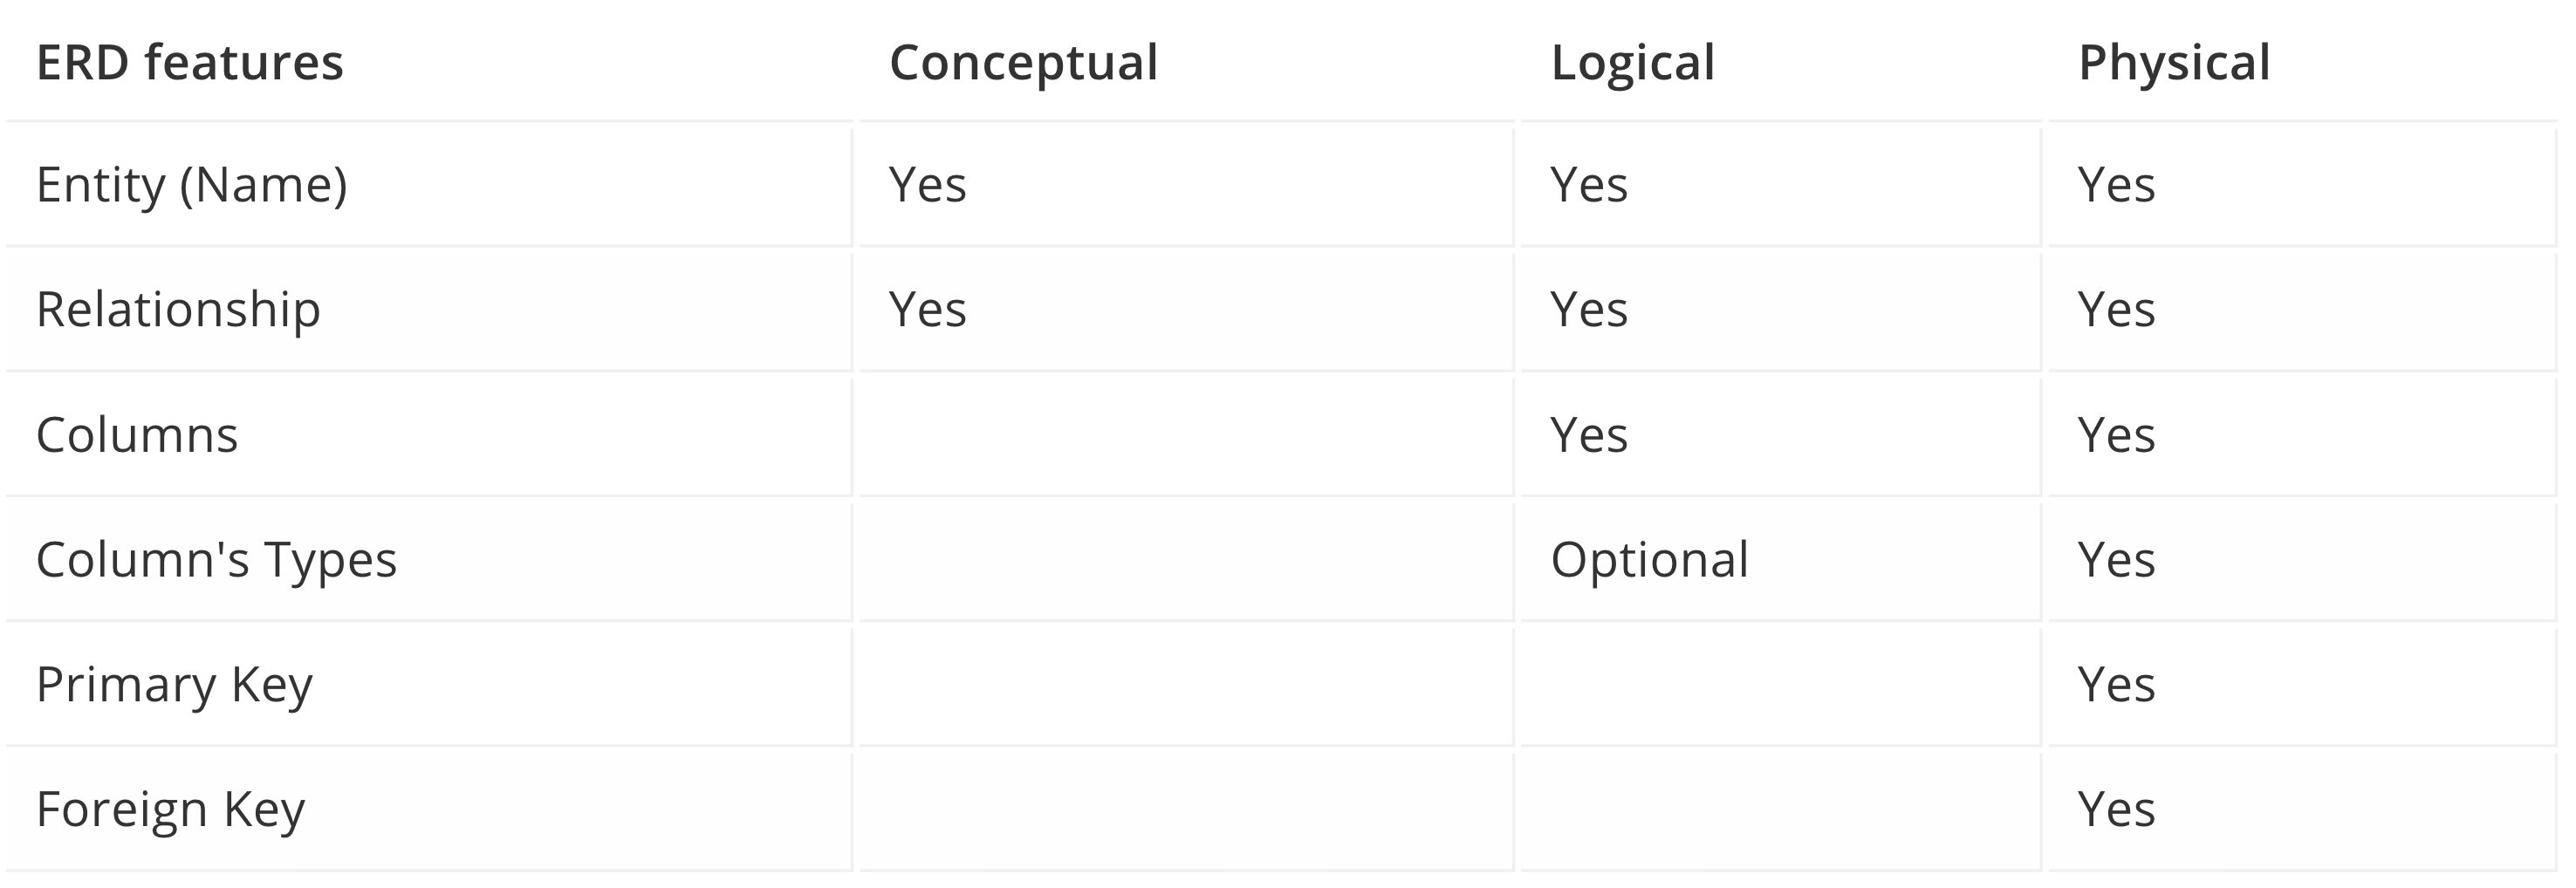 ERD features Conceptual Logical Physical
Entity (Name) Yes Yes Yes
Relationship Yes Yes Yes
Columns Yes Yes
Column's Types Optional Yes
Primary Key Yes
Foreign Key Yes